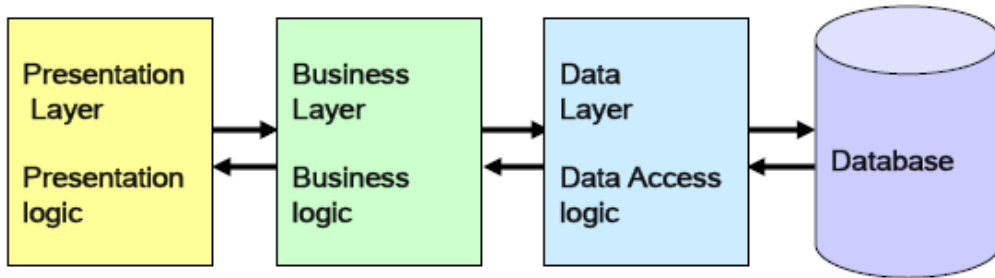 Presentation
Layer
Presentation
logic
Business
Layer
Business
logic
Data
Layer
Data Access
logic
Database